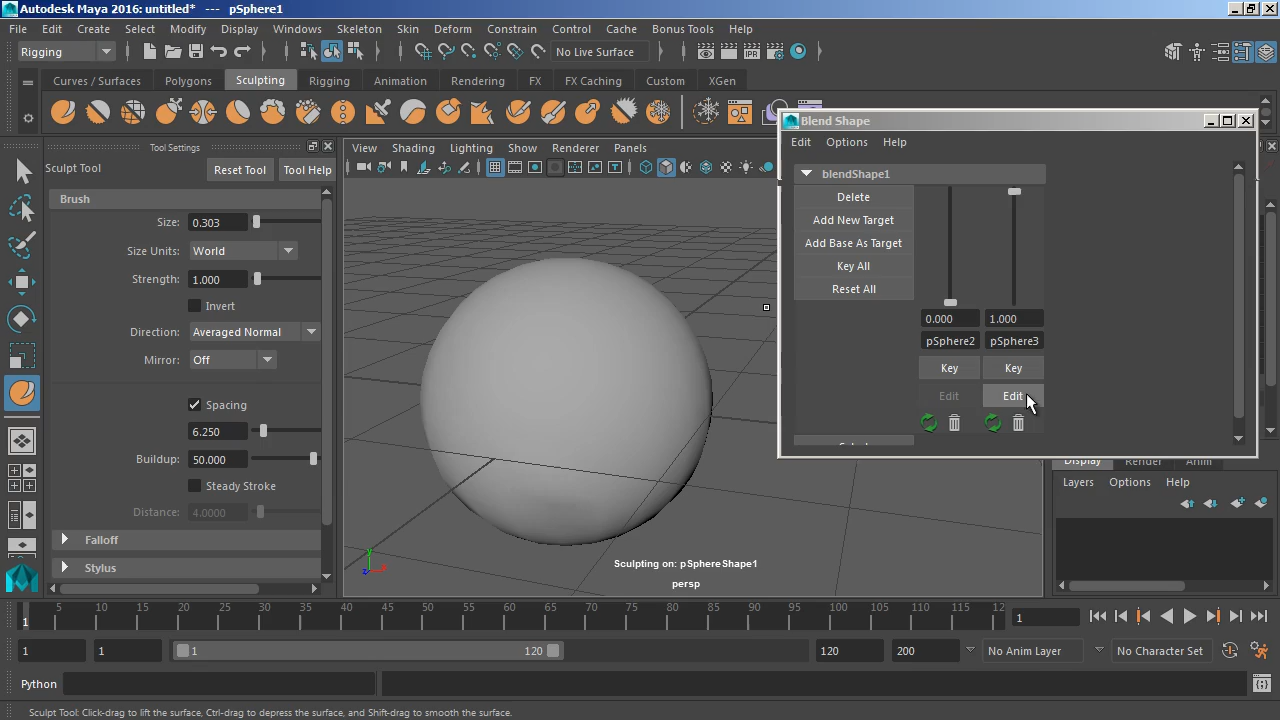 Autodesk Maya 2016: untitled* --- pSphere1
File Edit Create Select Modify Display Windows Skeleton Skin Deform Constrain Control Cache Bonus Tools Help
Rigging No Live Surface
Curves / Surfaces Polygons Sculpting Rigging Animation Rendering FX FX Caching Custom XGen
Tool Settings
Sculpt Tool Reset Tool Tool Help
Brush
Size: 0.303
Size Units: World
Strength: 1.000
Invert
Direction: Averaged Normal
Mirror: Off
Spacing
6.250
Buildup: 50.000
Steady Stroke
Distance: 4.0000
Falloff
Stylus
View Shading Lighting Show Renderer Panels
Sculpting on: pSphereShape1
persp
Blend Shape
Edit Options Help
blendShape1
Delete
Add New Target
Add Base As Target
Key All
Reset All
0.000 1.000
pSphere2 pSphere3
Key Key
Edit Edit
Display Render Anim
Layers Options Help
5 10 15 20 25 30 35 40 45 50 55 60 65 70 75 80 85 90 95 100 105 110 115 12
1 1
1 1 1 120 120 200 No Anim Layer No Character Set
Python
Sculpt Tool: Click-drag to lift the surface, Ctrl-drag to depress the surface, and Shift-drag to smooth the surface.